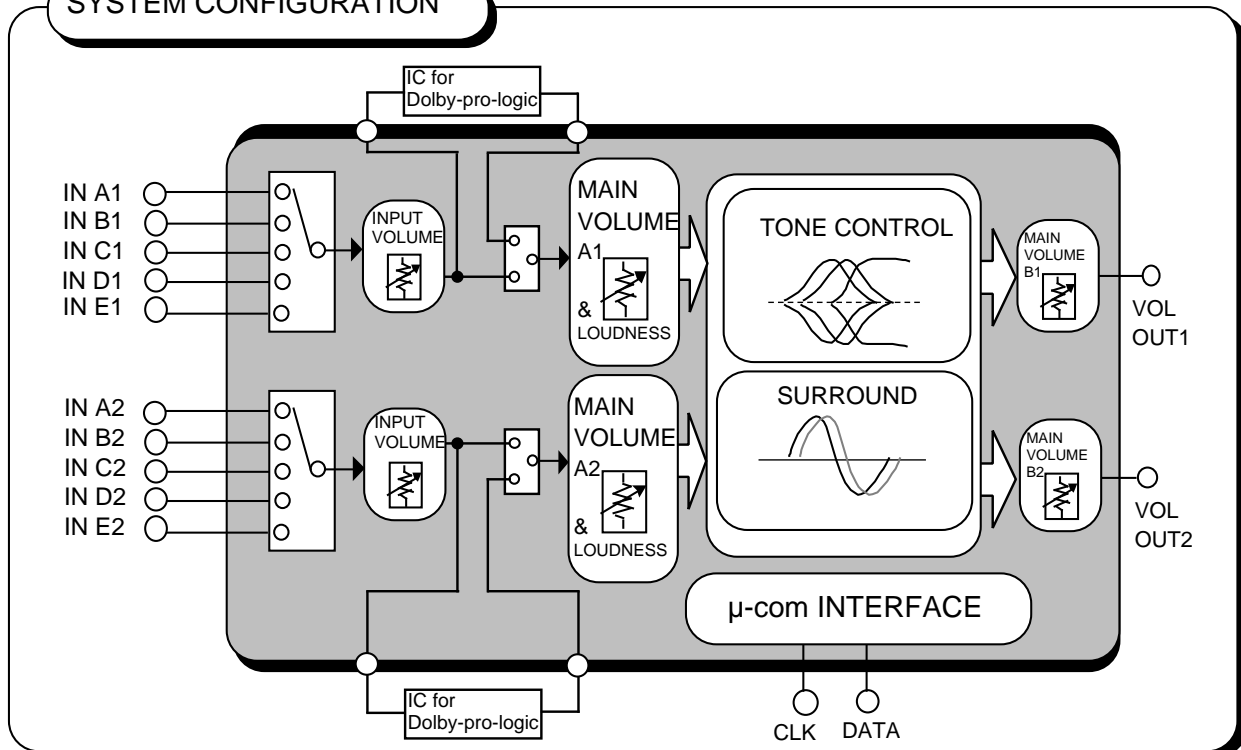 SYSTEM CONFIGURATION
IC for
Dolby-pro-logic
IN A1
IN B1
IN C1
IN D1
IN E1
INPUT
VOLUME
MAIN
VOLUME
A1
&
LOUDNESS
TONE CONTROL
MAIN
VOLUME
B1
VOL
OUT1
IN A2
IN B2
IN C2
IN D2
IN E2
INPUT
VOLUME
MAIN
VOLUME
A2
&
LOUDNESS
SURROUND
MAIN
VOLUME
B2
VOL
OUT2
µ-com INTERFACE
IC for
Dolby-pro-logic
CLK
DATA